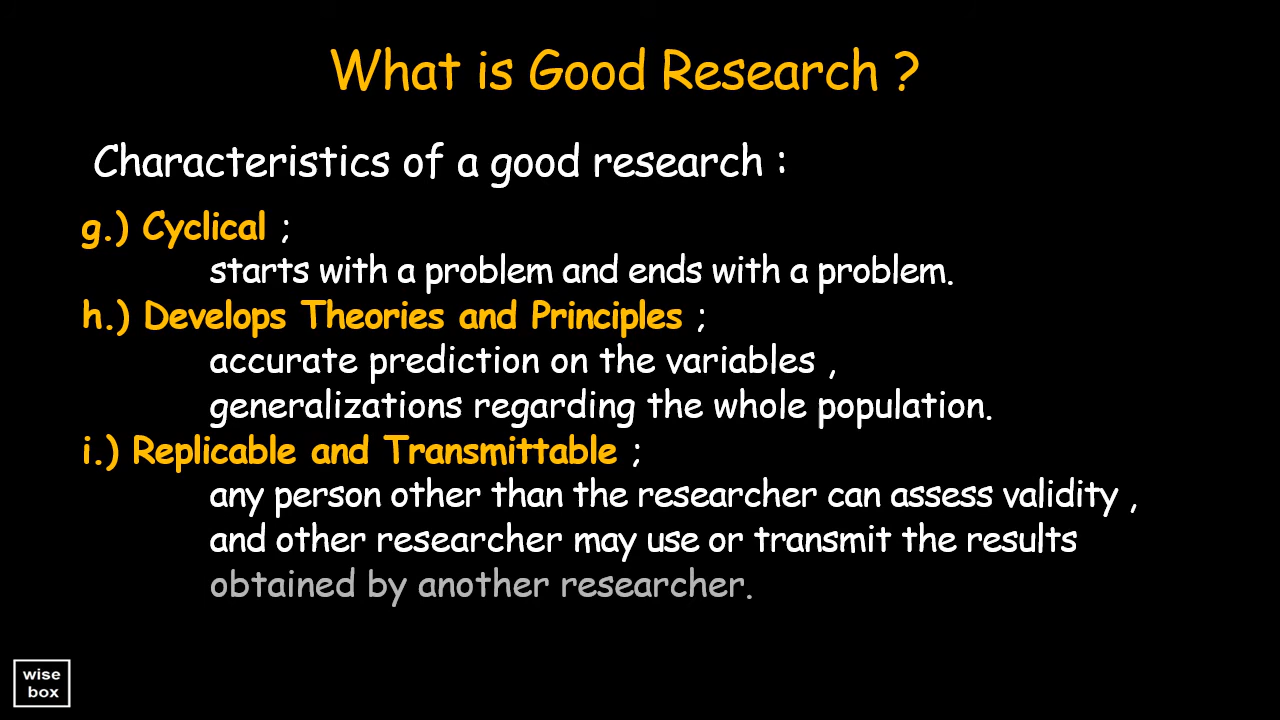 What is Good Research ?
Characteristics of a good research :
g.) Cyclical ;
starts with a problem and ends with a problem.
h.) Develops Theories and Principles ;
accurate prediction on the variables ,
generalizations regarding the whole population.
i.) Replicable and Transmittable ;
any person other than the researcher can assess validity ,
and other researcher may use or transmit the results
obtained by another researcher.
wise
box